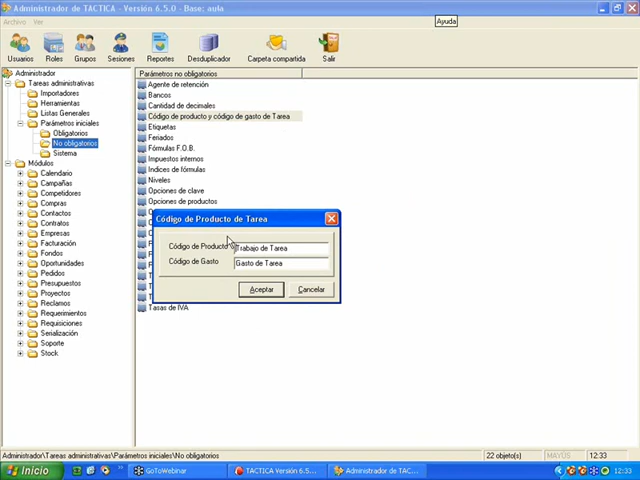 Administrador de TACTICA - Versión 6.5.0 - Base: aula
Archivo Ver
Ayuda
Usuarios Roles Grupos Sesiones Reportes Desduplicador Carpeta compartida Salir
Administrador
Tareas administrativas
Importadores
Herramientas
Listas Generales
Parámetros iniciales
Obligatorios
No obligatorios
Sistema
Módulos
Calendario
Campañas
Competidores
Compras
Contactos
Contratos
Empresas
Facturación
Fondos
Oportunidades
Pedidos
Presupuestos
Proyectos
Reclamos
Requerimientos
Requisiciones
Serialización
Soporte
Stock
Parámetros no obligatorios
Agente de retención
Bancos
Cantidad de decimales
Código de producto y código de gasto de Tarea
Etiquetas
Feriados
Fórmulas F.O.B.
Impuestos internos
Indices de fórmulas
Niveles
Opciones de clave
Opciones de productos
Tasas de IVA
Código de Producto de Tarea
Código de Producto Trabajo de Tarea
Código de Gasto Gasto de Tarea
Aceptar Cancelar
Administrador\Tareas administrativas\Parámetros iniciales\No obligatorios 22 objeto(s) MAYÚS 12:33
Inicio GoToWebinar TACTICA Versión 6.5... Administrador de TAC... 12:33